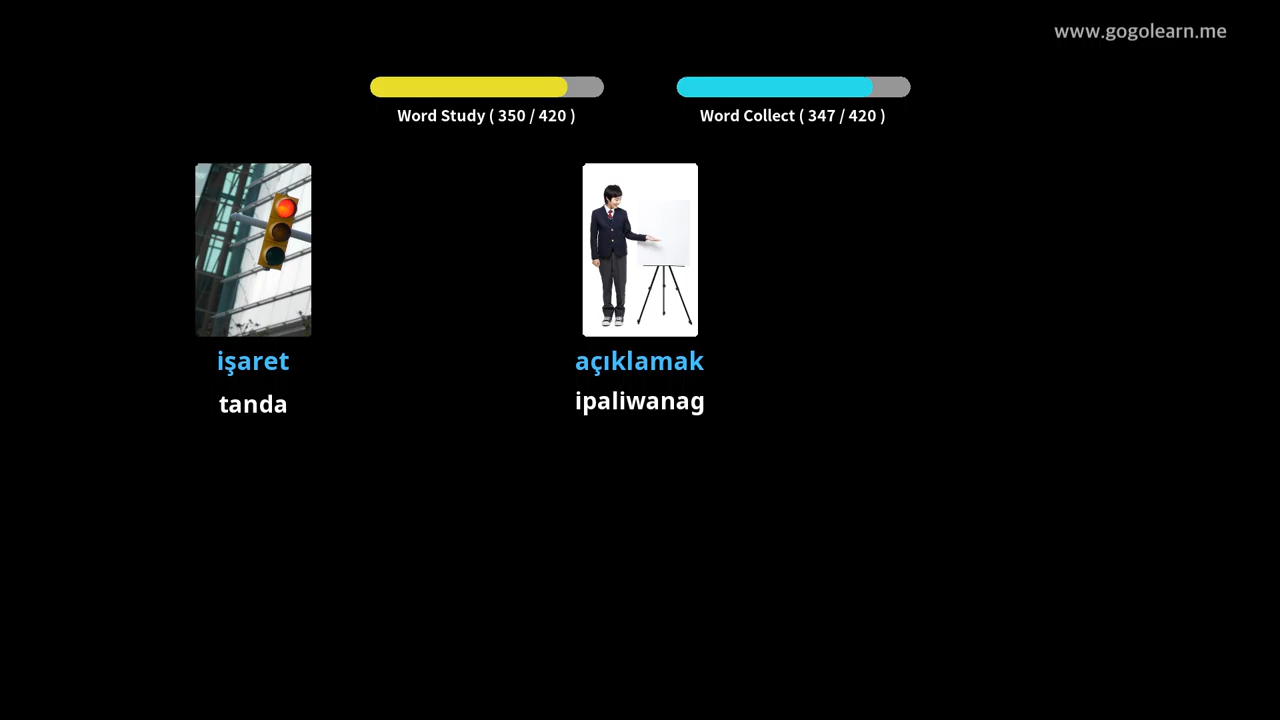 www.gogolearn.me
Word Study ( 350 / 420 )
Word Collect ( 347 / 420 )
işaret
tanda
açıklamak
ipaliwanag